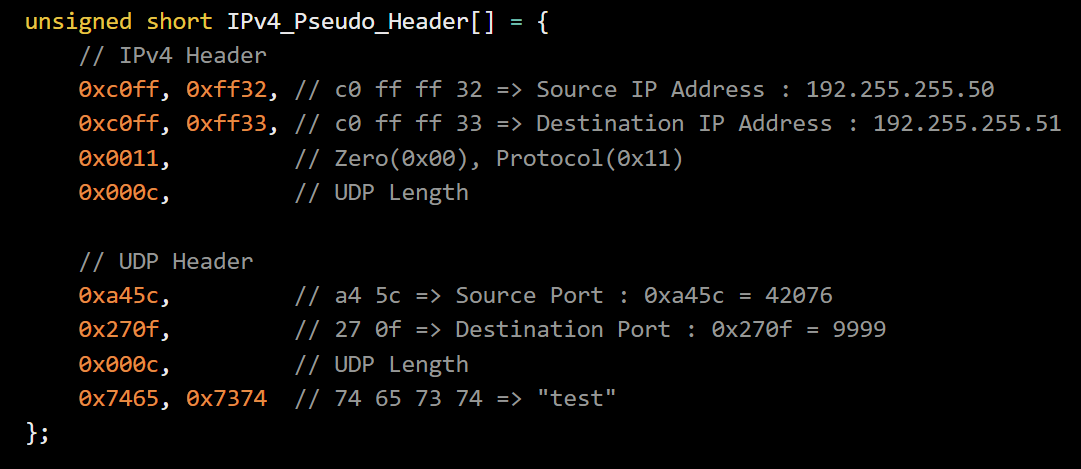 unsigned short IPv4_Pseudo_Header[] = {
    // IPv4 Header
    0xc0ff, 0xff32, // c0 ff ff 32 => Source IP Address : 192.255.255.50
    0xc0ff, 0xff33, // c0 ff ff 33 => Destination IP Address : 192.255.255.51
    0x0011,         // Zero(0x00), Protocol(0x11)
    0x000c,         // UDP Length

    // UDP Header
    0xa45c,         // a4 5c => Source Port : 0xa45c = 42076
    0x270f,         // 27 0f => Destination Port : 0x270f = 9999
    0x000c,         // UDP Length
    0x7465, 0x7374  // 74 65 73 74 => "test"
};